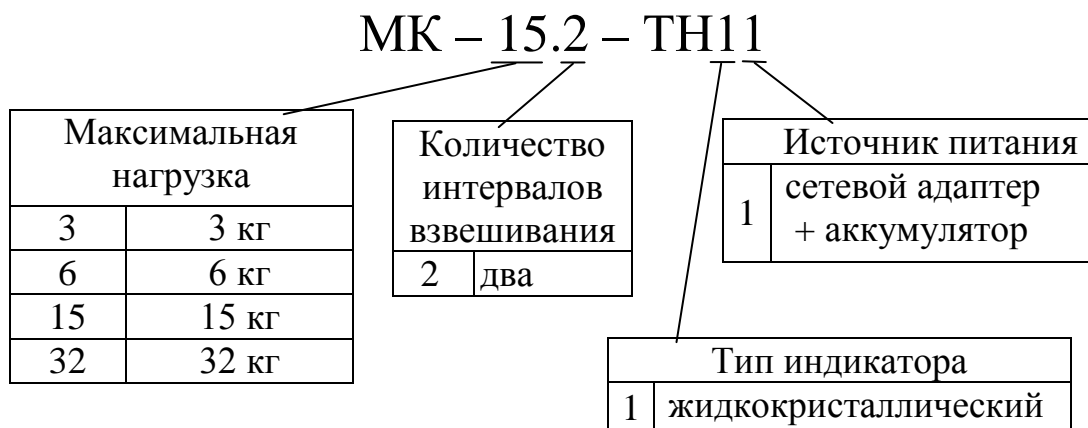 МК – 15.2 – ТН11
Максимальная
нагрузка
3 3 кг
6 6 кг
15 15 кг
32 32 кг
Количество
интервалов
взвешивания
2 два
Источник питания
1 сетевой адаптер
+ аккумулятор
Тип индикатора
1 жидкокристаллический